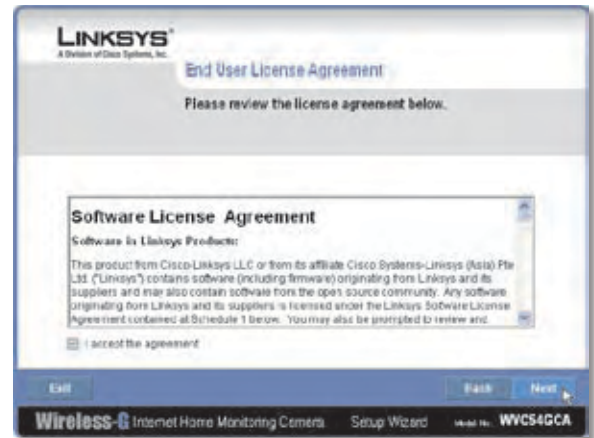 LINKSYS®
A Division of Cisco Systems, Inc.
End User License Agreement
Please review the license agreement below.
Software License Agreement
Software in Linksys Products:
This product from Cisco-Linksys LLC or from its affiliate Cisco Systems-Linksys (Asia) Pte
Ltd. ("Linksys") contains software (including firmware) originating from Linksys and its
suppliers and may also contain software from the open source community. Any software
originating from Linksys and its suppliers is licensed under the Linksys Software License
Agreement contained at Schedule 1 below. You may also be prompted to review and
I accept the agreement
Exit
Back
Next
Wireless-G Internet Home Monitoring Camera
Setup Wizard
Model No. WVC54GCA